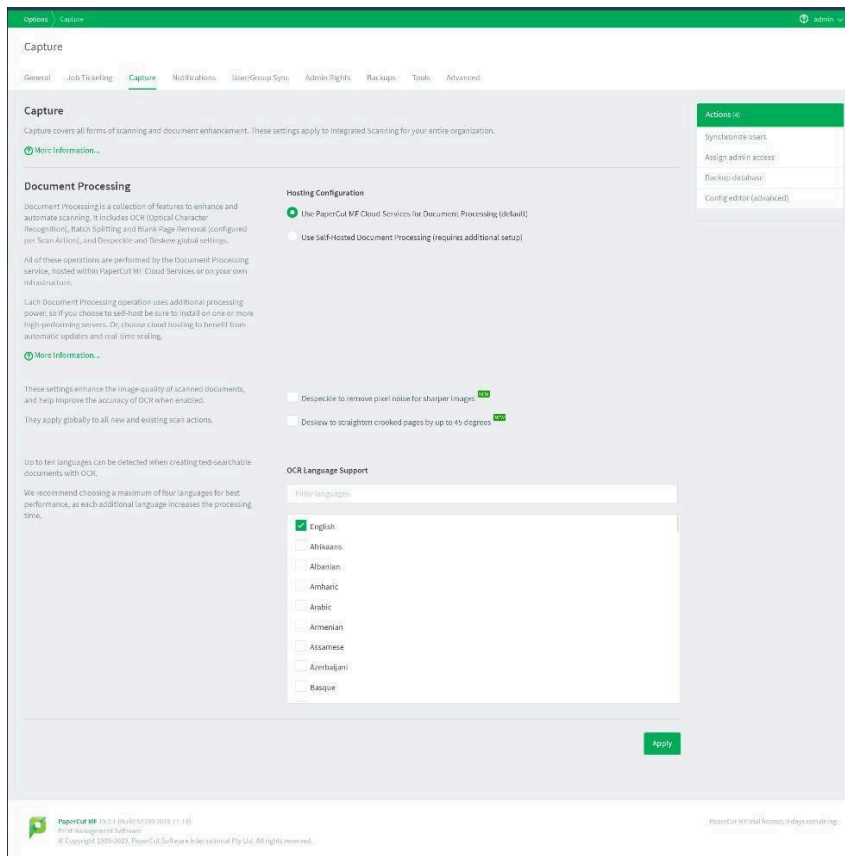 Options Capture
admin
Capture
General Job Ticketing Capture Notifications User/Group Sync Admin Rights Backups Tools Advanced
Capture
Capture covers all forms of scanning and document enhancement. These settings apply to Integrated Scanning for your entire organization.
More Information...
Actions (4)
Synchronize users
Assign admin access
Backup database
Config editor (advanced)
Document Processing
Document Processing is a collection of features to enhance and
automate scanning. It includes OCR (Optical Character
Recognition), Batch Splitting and Blank Page Removal (configured
per Scan Action), and Despeckle and Deskew global settings.
All of these operations are performed by the Document Processing
service, hosted within PaperCut MF Cloud Services or on your own
infrastructure.
Each Document Processing operation uses additional processing
power, so if you choose to self-host be sure to install on one or more
high-performing servers. Or, choose cloud hosting to benefit from
automatic updates and real-time scaling.
More Information...
Hosting Configuration
Use PaperCut MF Cloud Services for Document Processing (default)
Use Self-Hosted Document Processing (requires additional setup)
These settings enhance the image quality of scanned documents,
and help improve the accuracy of OCR when enabled.
They apply globally to all new and existing scan actions.
Despeckle to remove pixel noise for sharper images NEW
Deskew to straighten crooked pages by up to 45 degrees NEW
Up to ten languages can be detected when creating text-searchable
documents with OCR.
We recommend choosing a maximum of four languages for best
performance, as each additional language increases the processing
time.
OCR Language Support
Filter languages
English
Afrikaans
Albanian
Amharic
Arabic
Armenian
Assamese
Azerbaijani
Basque
Apply
PaperCut MF
Print Management Software
© Copyright 1999-2019. PaperCut Software International Pty Ltd. All rights reserved.
PaperCut MF trial license, 0 days remaining.